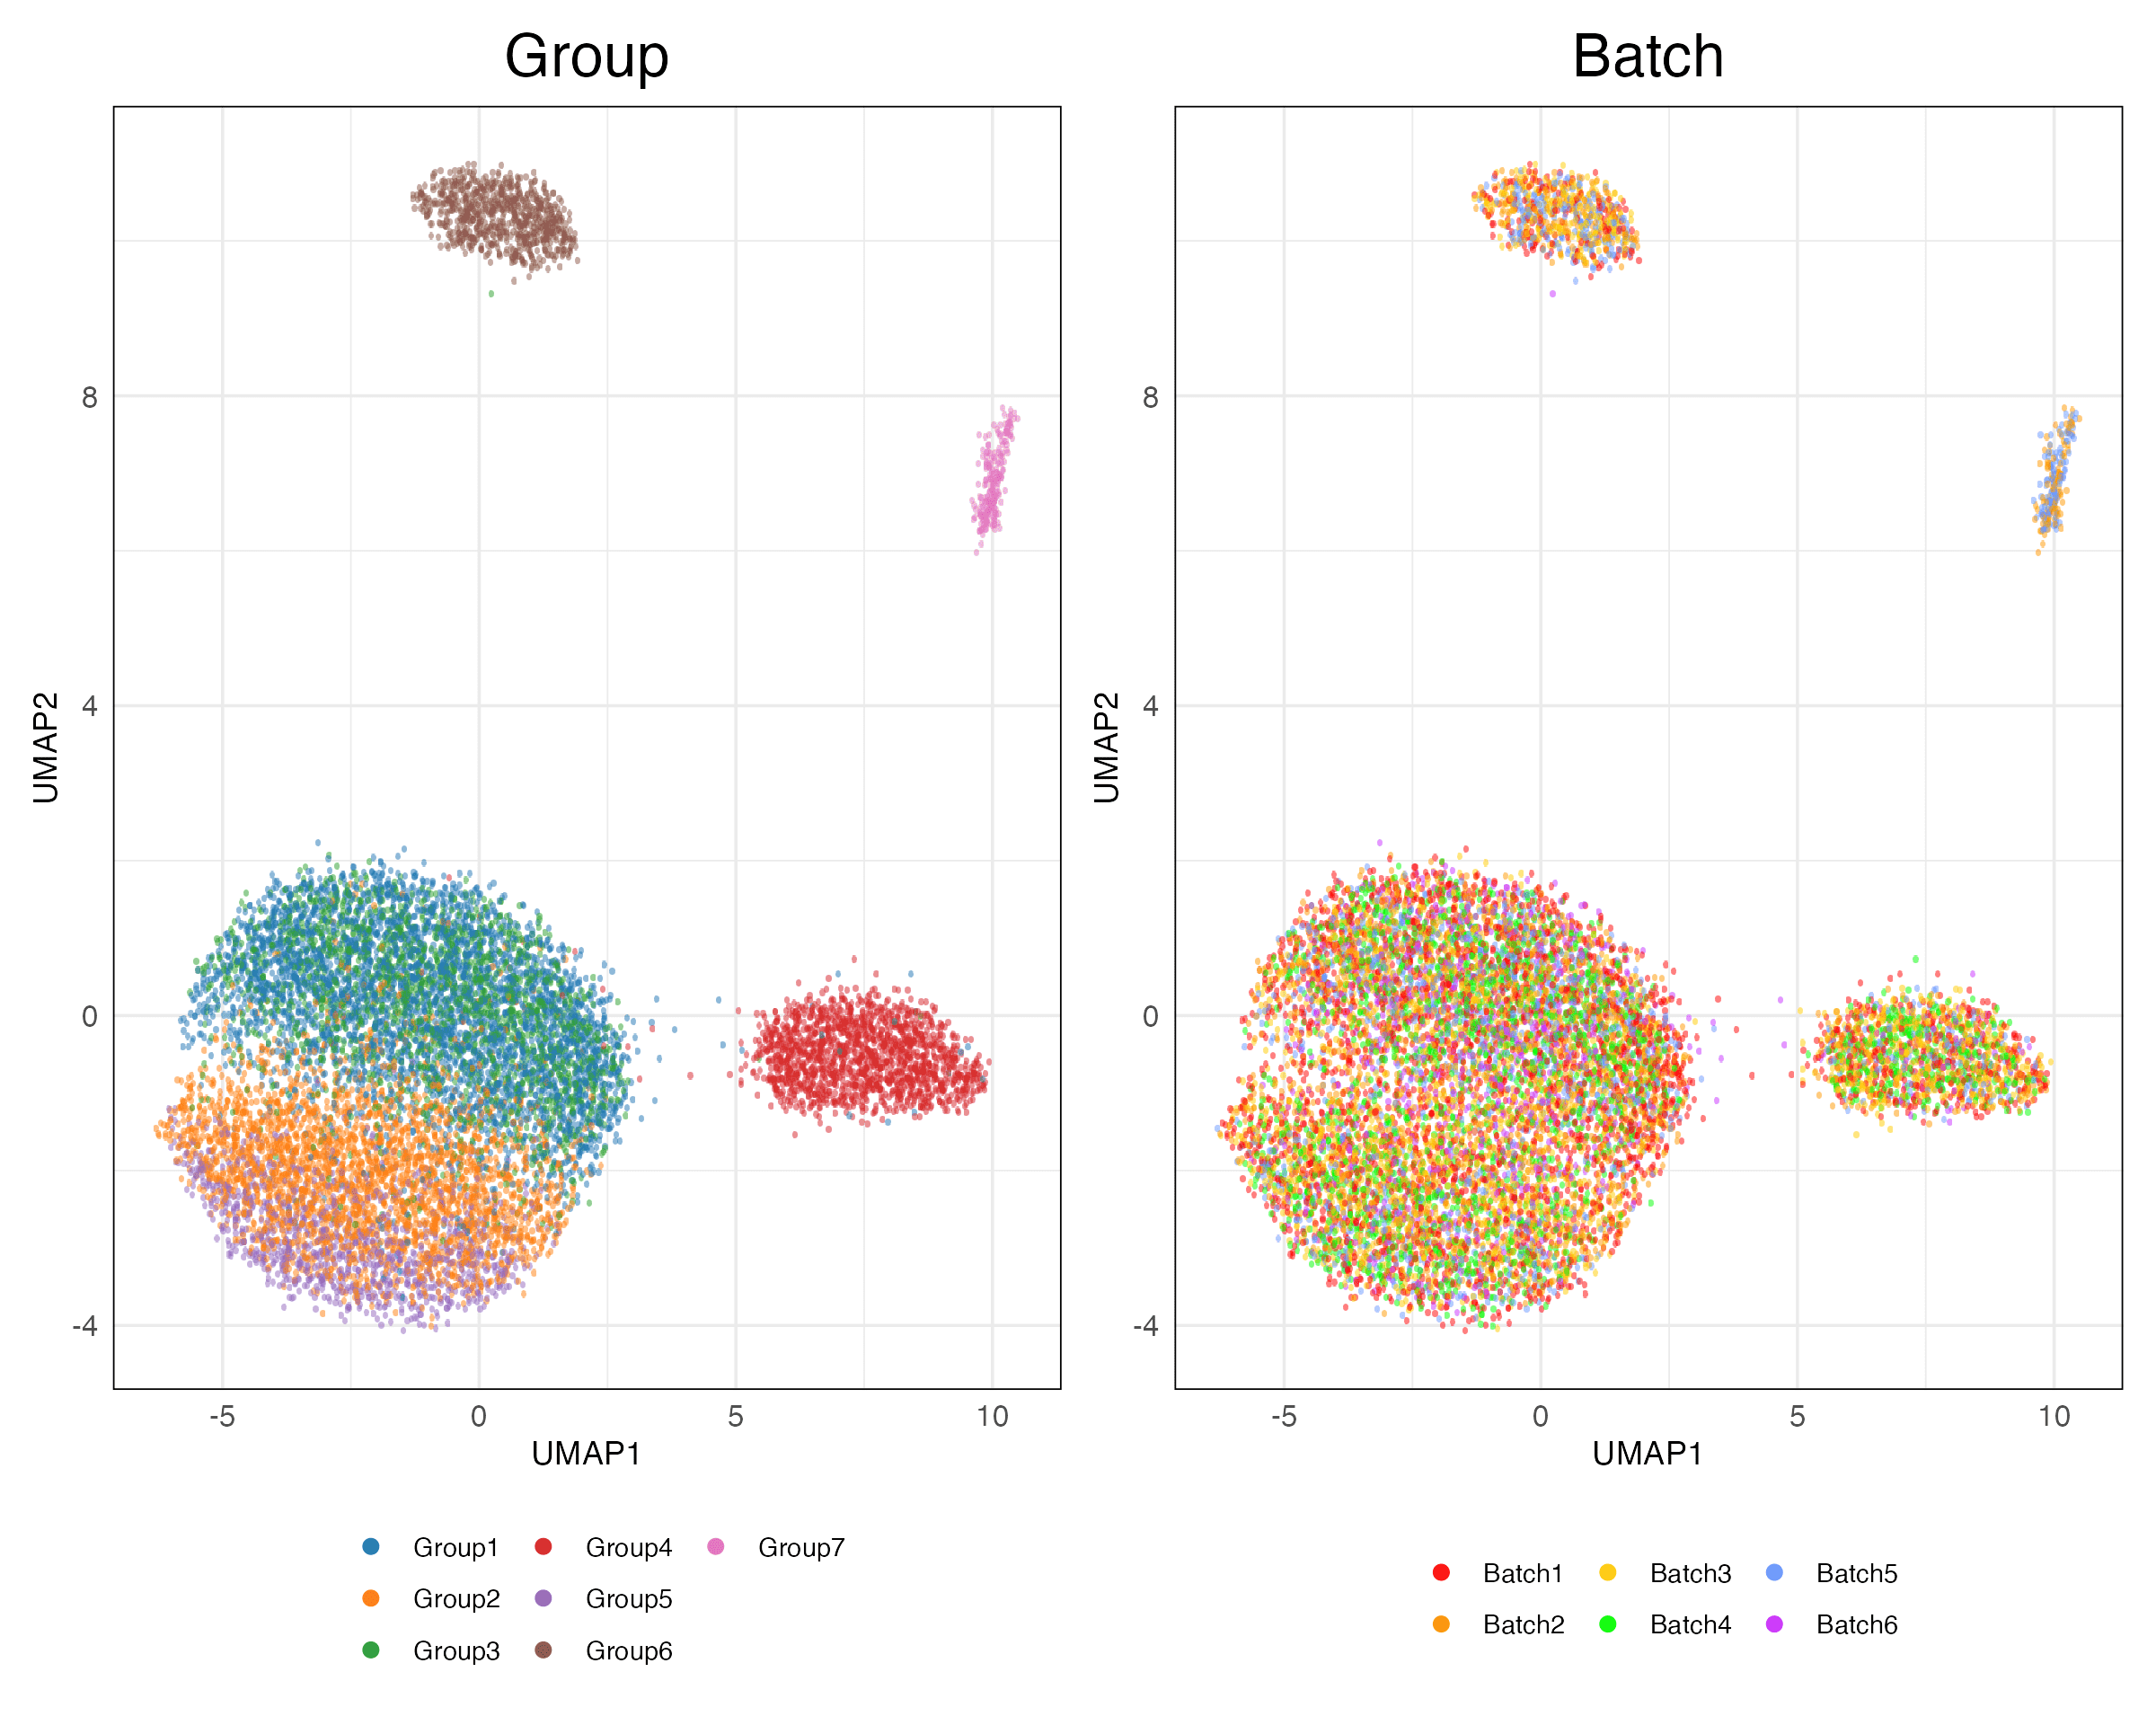 Group
Batch
8
4
0
-4
UMAP2
-5 0 5 10
UMAP1
8
4
0
-4
UMAP2
-5 0 5 10
UMAP1
Group1 Group4 Group7
Group2 Group5
Group3 Group6
Batch1 Batch3 Batch5
Batch2 Batch4 Batch6